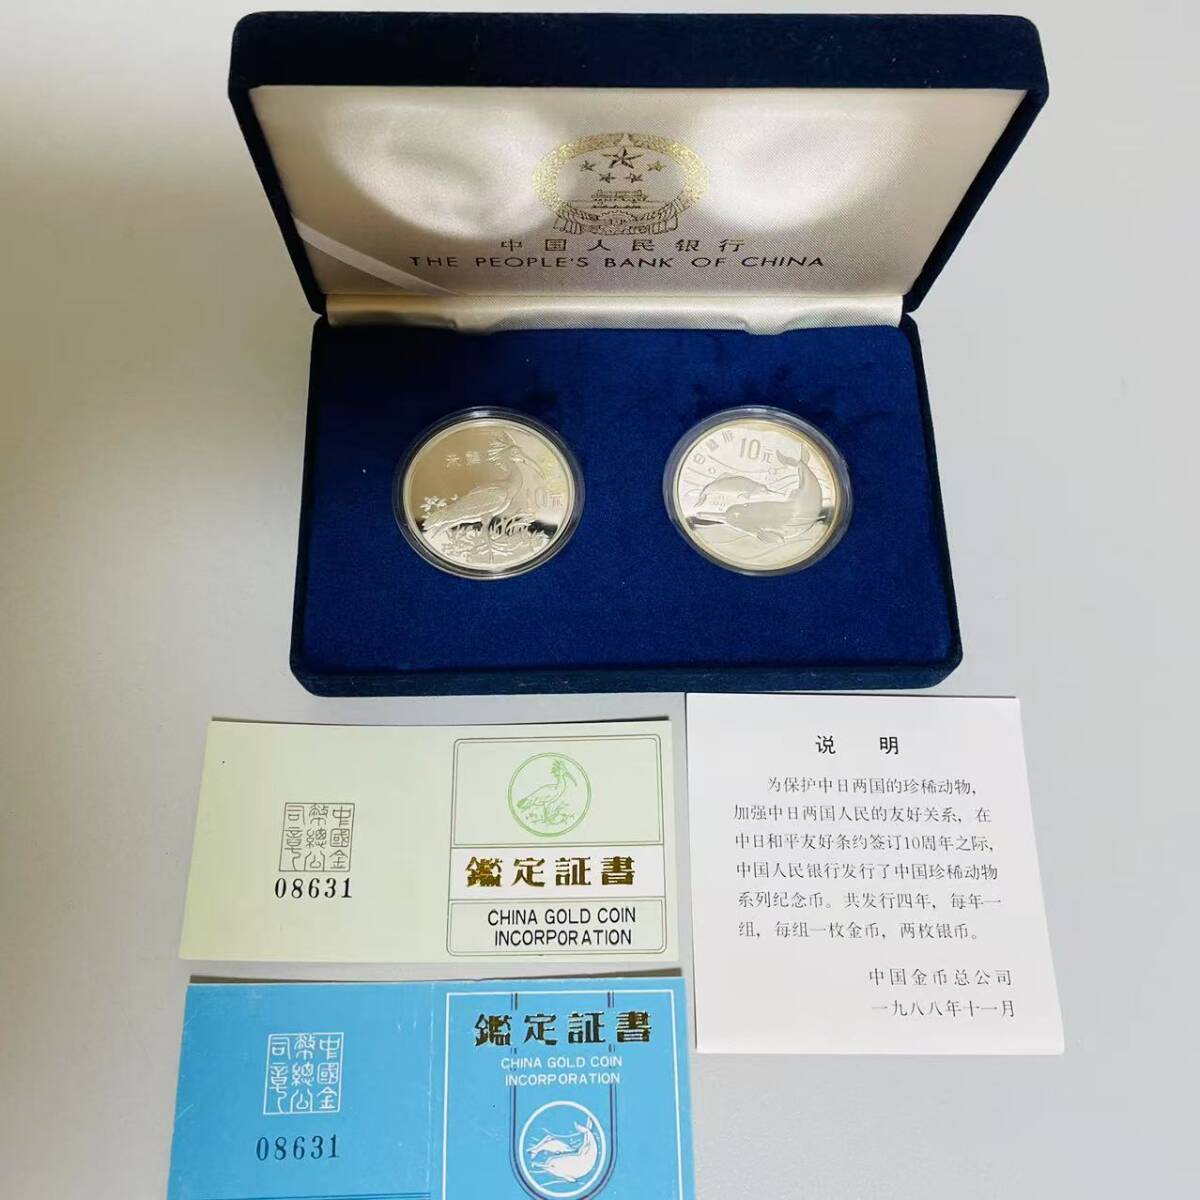 中国人民银行
THE PEOPLE'S BANK OF CHINA
朱鹮
10元
白鱀豚
10元
中國金
幣總公
司章
08631
鑑定証書
CHINA GOLD COIN
INCORPORATION
说 明
为保护中日两国的珍稀动物，
加强中日两国人民的友好关系，在
中日和平友好条约签订10周年之际，
中国人民银行发行了中国珍稀动物
系列纪念币。共发行四年，每年一
组，每组一枚金币，两枚银币。
中国金币总公司
一九八八年十一月
中國金
幣總公
司章
08631
鑑定証書
CHINA GOLD COIN
INCORPORATION